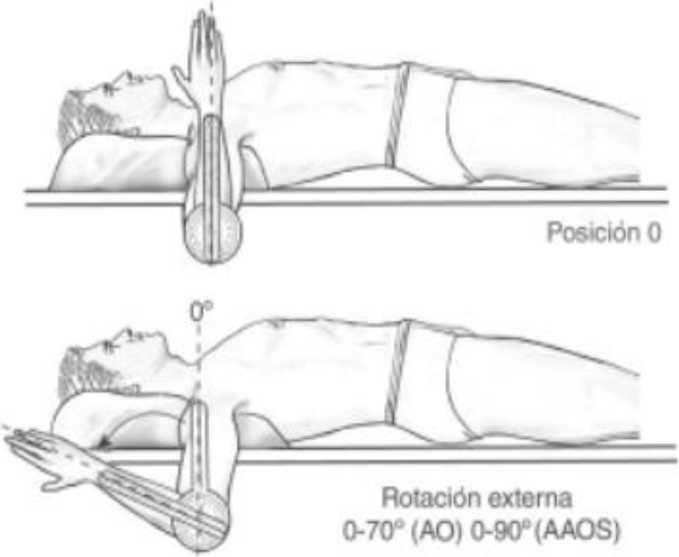 Posición 0
0°
Rotación externa
0-70° (AO) 0-90° (AAOS)